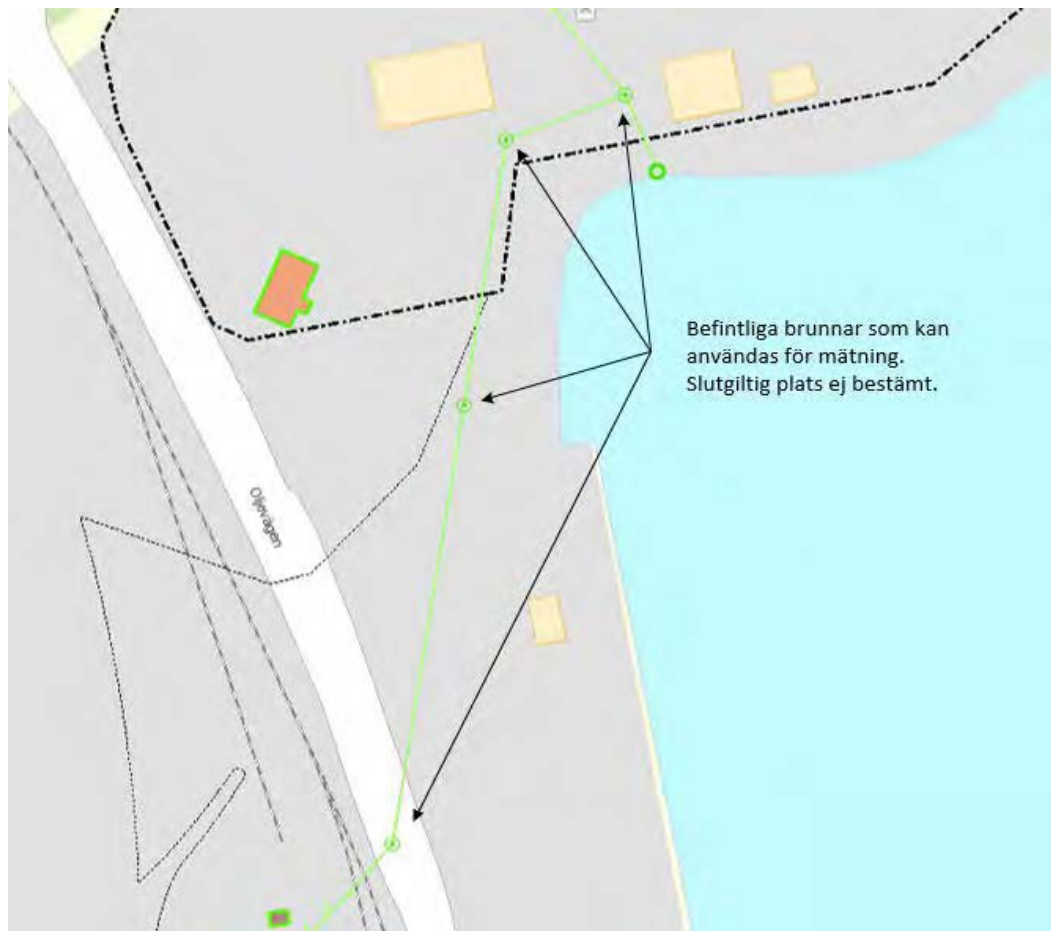 Befintliga brunnar som kan
användas för mätning.
Slutgiltig plats ej bestämt.
Oljevägen